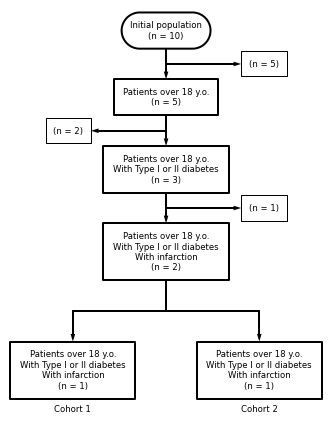 Initial population
(n = 10)
(n = 5)
Patients over 18 y.o.
(n = 5)
(n = 2)
Patients over 18 y.o.
With Type I or II diabetes
(n = 3)
(n = 1)
Patients over 18 y.o.
With Type I or II diabetes
With infarction
(n = 2)
Patients over 18 y.o.
With Type I or II diabetes
With infarction
(n = 1)
Cohort 1
Patients over 18 y.o.
With Type I or II diabetes
With infarction
(n = 1)
Cohort 2